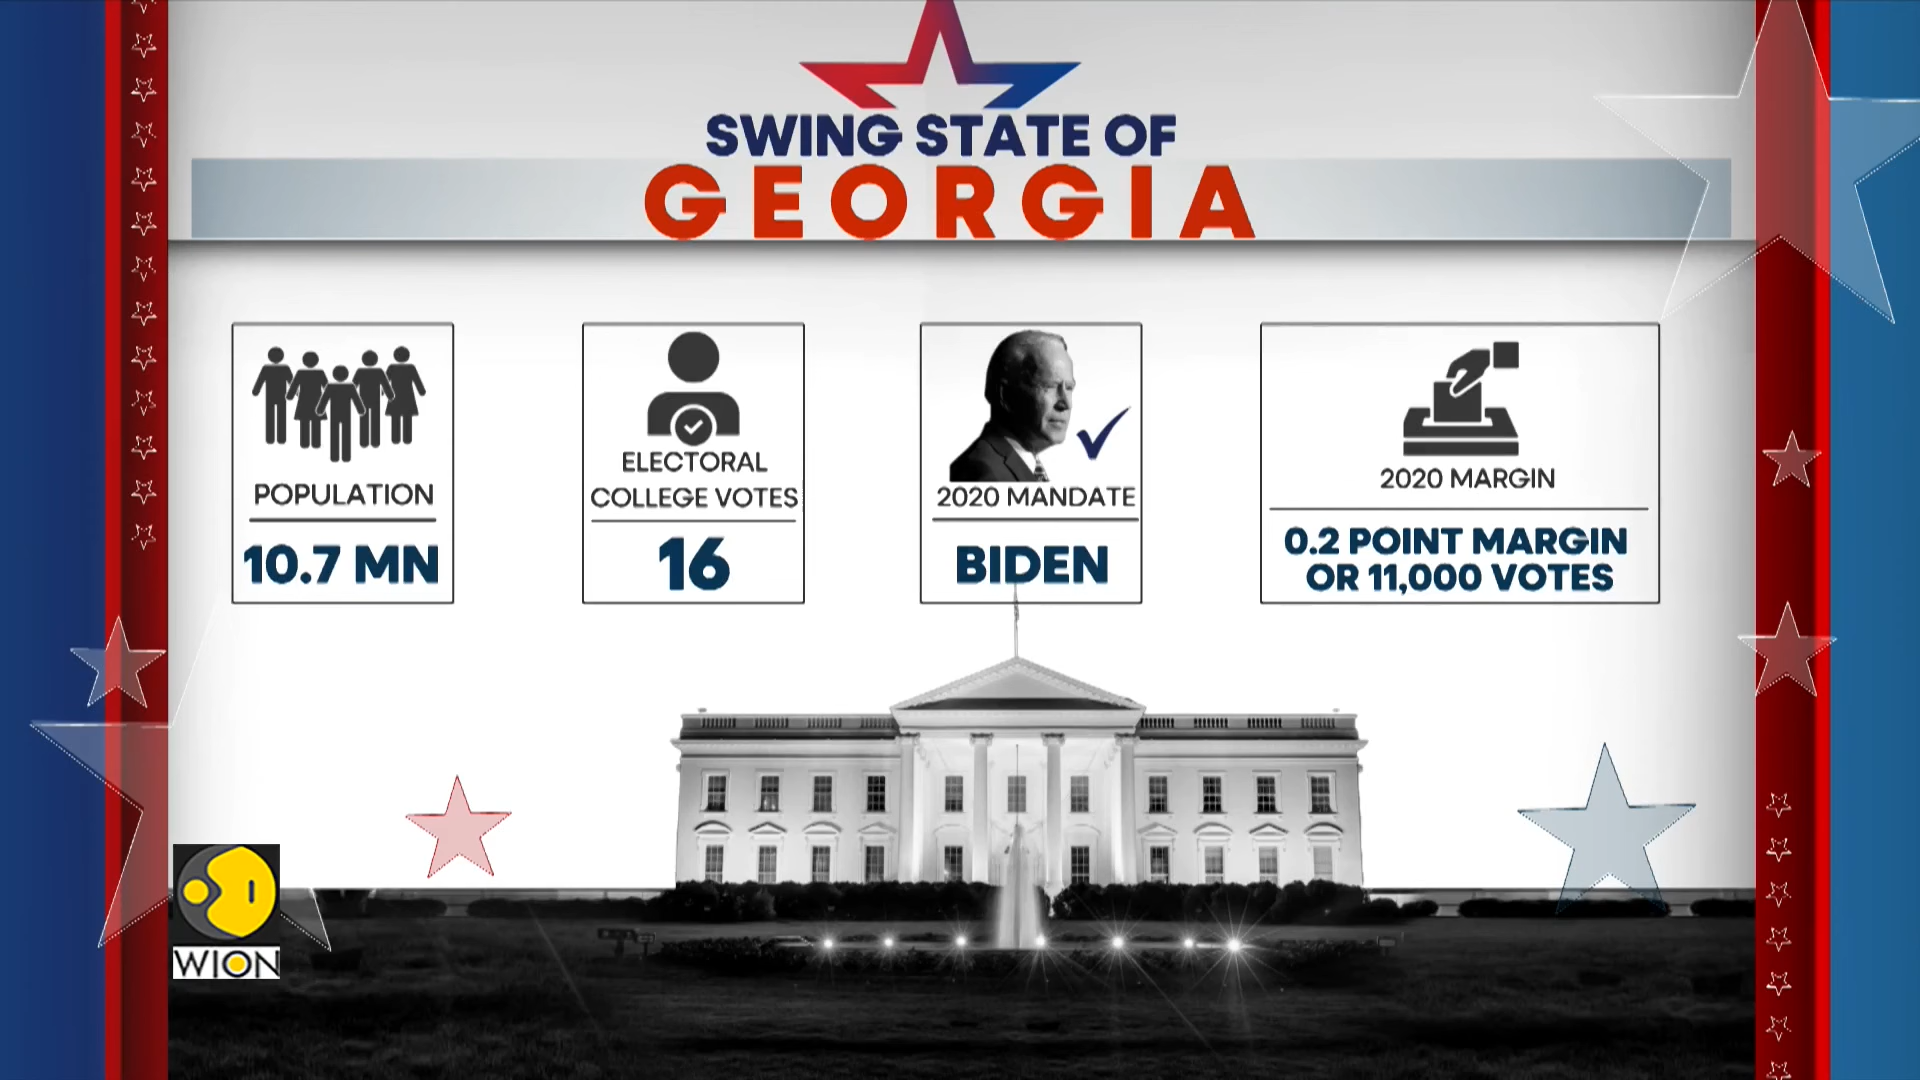 SWING STATE OF
GEORGIA
POPULATION
10.7 MN
ELECTORAL
COLLEGE VOTES
16
2020 MANDATE
BIDEN
2020 MARGIN
0.2 POINT MARGIN
OR 11,000 VOTES
WION